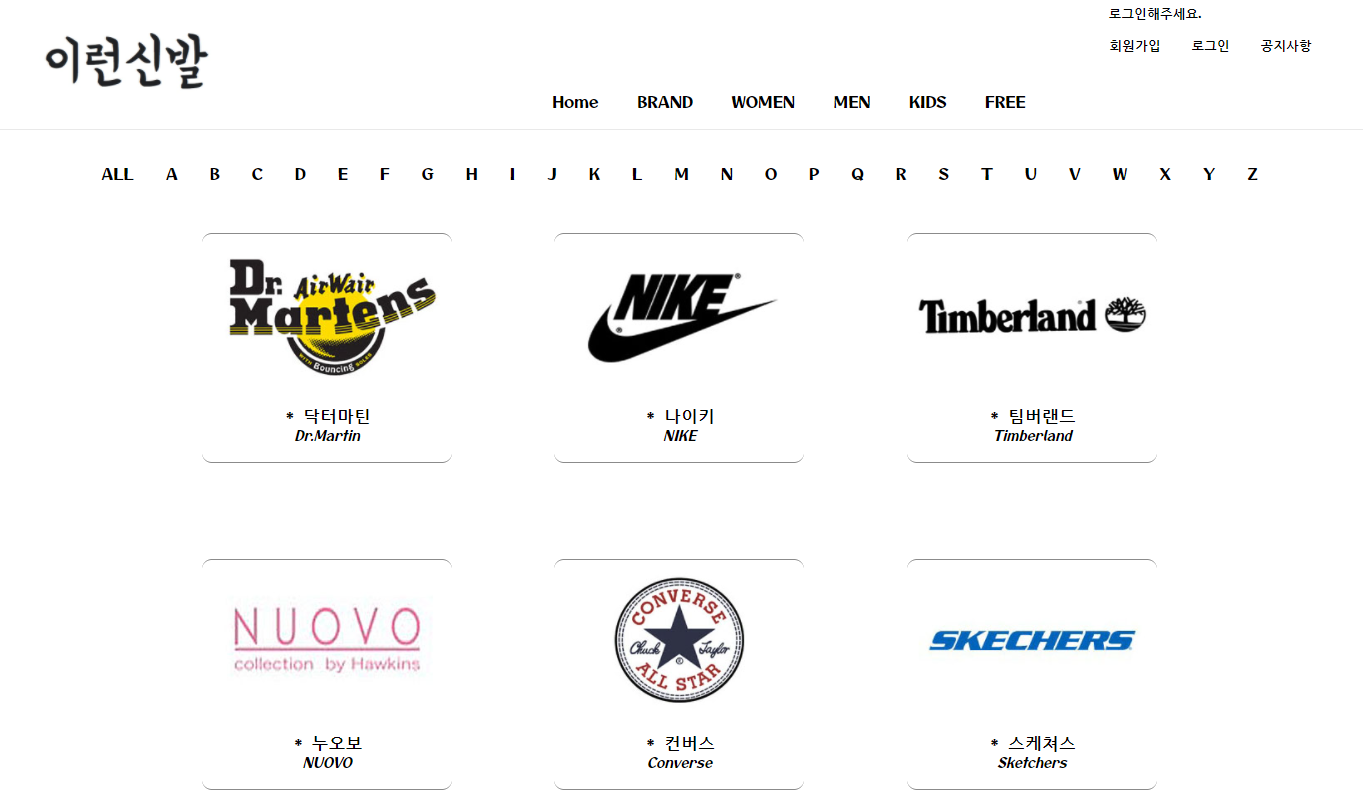 로그인해주세요.
이런신발
회원가입 로그인 공지사항
Home BRAND WOMEN MEN KIDS FREE
ALL A B C D E F G H I J K L M N O P Q R S T U V W X Y Z
Dr. AirWair
Martens
WITH Bouncing SOLES
NIKE ®
®
Timberland ®
* 닥터마틴
Dr.Martin
* 나이키
NIKE
* 팀버랜드
Timberland
NUOVO
collection by Hawkins
CONVERSE
Chuck Taylor
®
ALL STAR
SKECHERS
* 누오보
NUOVO
* 컨버스
Converse
* 스케쳐스
Sketchers